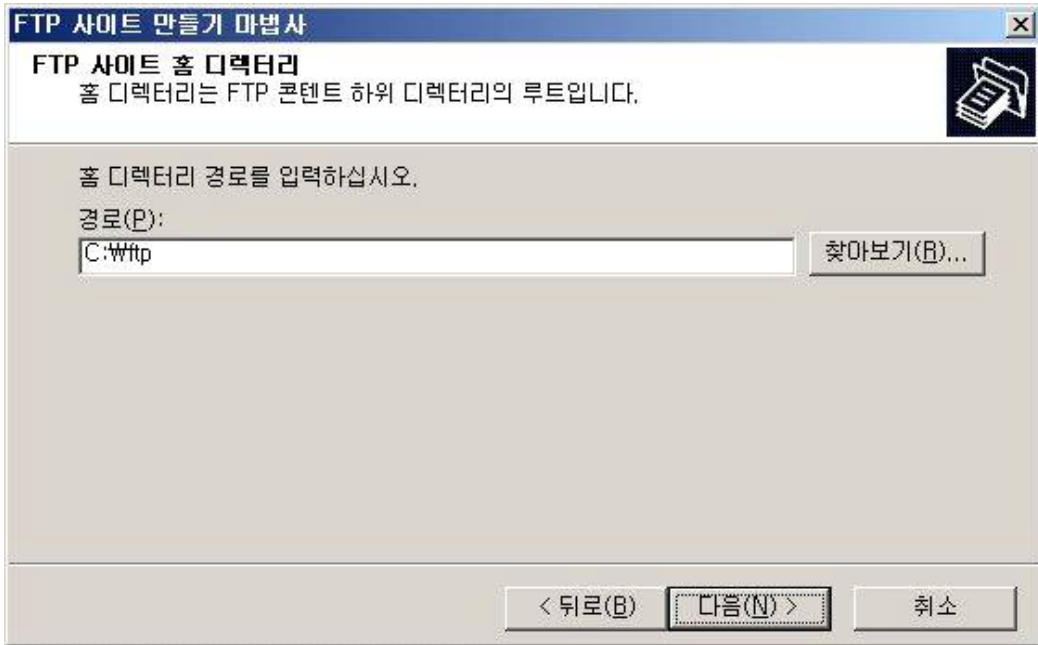 FTP 사이트 만들기 마법사
FTP 사이트 홈 디렉터리
홈 디렉터리는 FTP 콘텐트 하위 디렉터리의 루트입니다.
홈 디렉터리 경로를 입력하십시오.
경로(P):
C:₩ftp
찾아보기(R)...
< 뒤로(B)
다음(N) >
취소